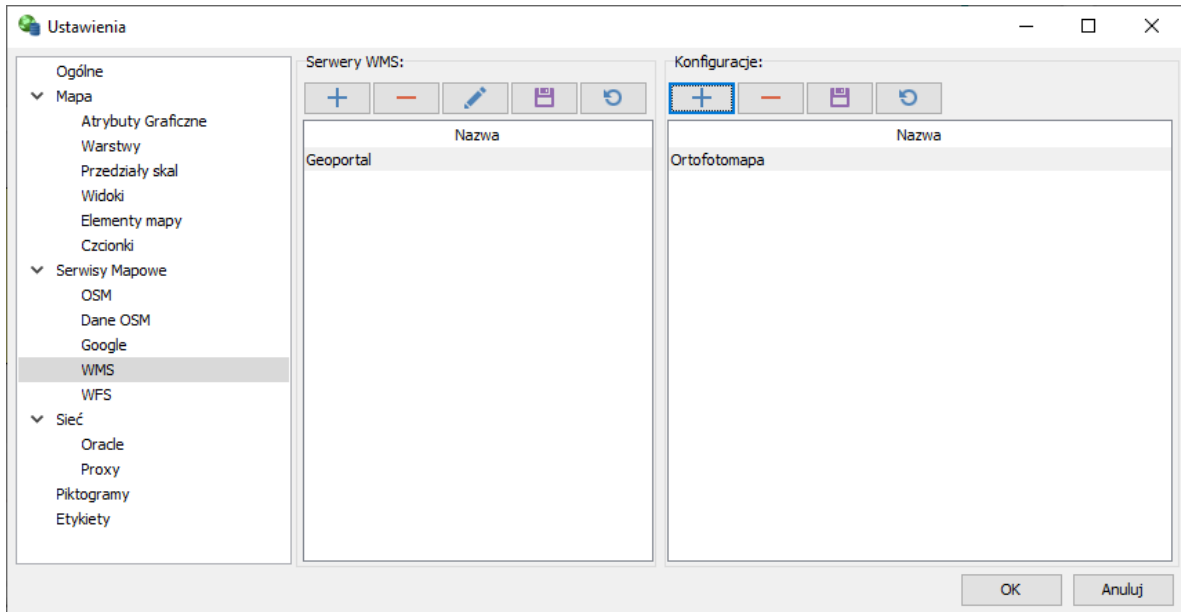 Ustawienia
Ogólne
Mapa
Atrybuty Graficzne
Warstwy
Przedziały skal
Widoki
Elementy mapy
Czcionki
Serwisy Mapowe
OSM
Dane OSM
Google
WMS
WFS
Sieć
Oracle
Proxy
Piktogramy
Etykiety
Serwery WMS:
Nazwa
Geoportal
Konfiguracje:
Nazwa
Ortofotomapa
OK
Anuluj